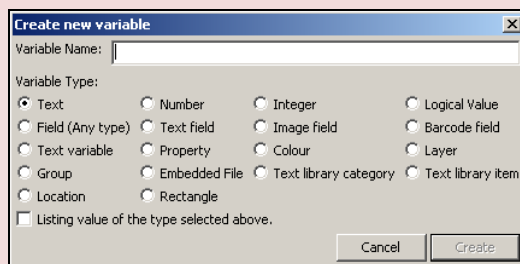 Create new variable
Variable Name:
Variable Type:
Text Number Integer Logical Value
Field (Any type) Text field Image field Barcode field
Text variable Property Colour Layer
Group Embedded File Text library category Text library item
Location Rectangle
Listing value of the type selected above.
Cancel Create